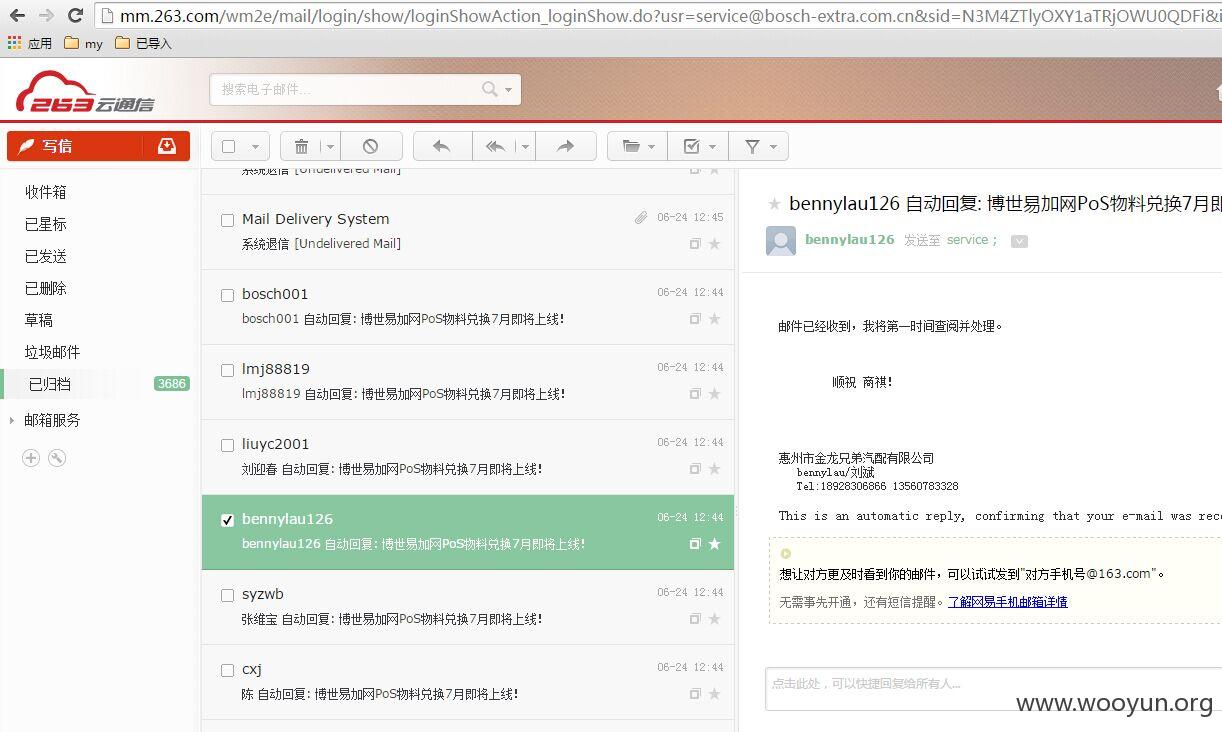 mm.263.com/wm2e/mail/login/show/loginShowAction_loginShow.do?usr=service@bosch-extra.com.cn&sid=N3M4ZTlyOXY1aTRjOWU0QDFi&i
应用 my 已导入
263云通信
搜索电子邮件...
写信
收件箱
已星标
已发送
已删除
草稿
垃圾邮件
已归档 3686
邮箱服务
系统退信 [Undelivered Mail]
Mail Delivery System 06-24 12:45
系统退信 [Undelivered Mail]
bosch001 06-24 12:44
bosch001 自动回复: 博世易加网PoS物料兑换7月即将上线!
lmj88819 06-24 12:44
lmj88819 自动回复: 博世易加网PoS物料兑换7月即将上线!
liuyc2001 06-24 12:44
刘迎春 自动回复: 博世易加网PoS物料兑换7月即将上线!
bennylau126 06-24 12:44
bennylau126 自动回复: 博世易加网PoS物料兑换7月即将上线!
syzwb 06-24 12:44
张维宝 自动回复: 博世易加网PoS物料兑换7月即将上线!
cxj 06-24 12:44
陈 自动回复: 博世易加网PoS物料兑换7月即将上线!
bennylau126 自动回复: 博世易加网PoS物料兑换7月即
bennylau126 发送至 service ;
邮件已经收到，我将第一时间查阅并处理。
顺祝 商祺!
惠州市金龙兄弟汽配有限公司
bennylau/刘斌
Tel:18928306866 13560783328
This is an automatic reply, confirming that your e-mail was rece
想让对方更及时看到你的邮件，可以试试发到"对方手机号@163.com"。
无需事先开通，还有短信提醒。了解网易手机邮箱详情
点击此处，可以快捷回复给所有人...
www.wooyun.org